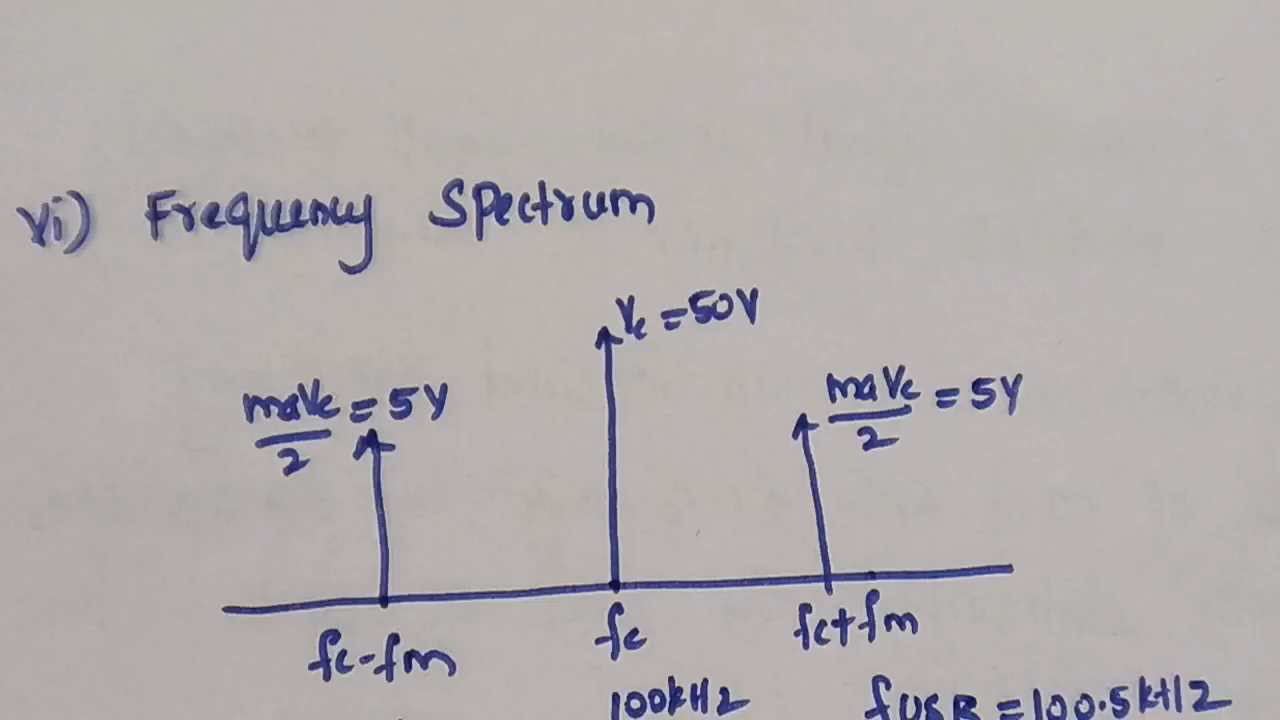 vi) Frequency Spectrum
Vc = 50V
maVc/2 = 5V
maVc/2 = 5V
fc-fm
fc
fc+fm
100kHz
fUSB = 100.5kHz